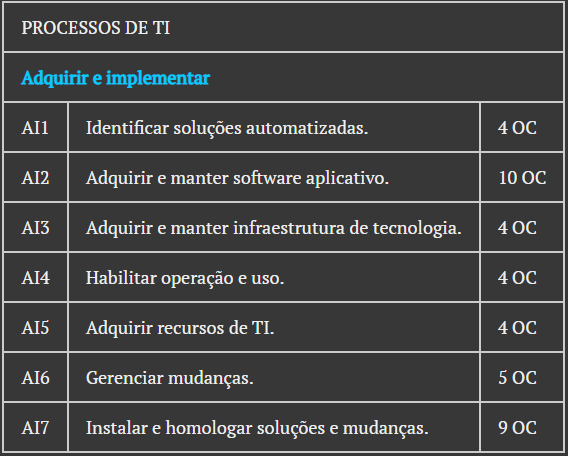 PROCESSOS DE TI
Adquirir e implementar
AI1 Identificar soluções automatizadas. 4 OC
AI2 Adquirir e manter software aplicativo. 10 OC
AI3 Adquirir e manter infraestrutura de tecnologia. 4 OC
AI4 Habilitar operação e uso. 4 OC
AI5 Adquirir recursos de TI. 4 OC
AI6 Gerenciar mudanças. 5 OC
AI7 Instalar e homologar soluções e mudanças. 9 OC